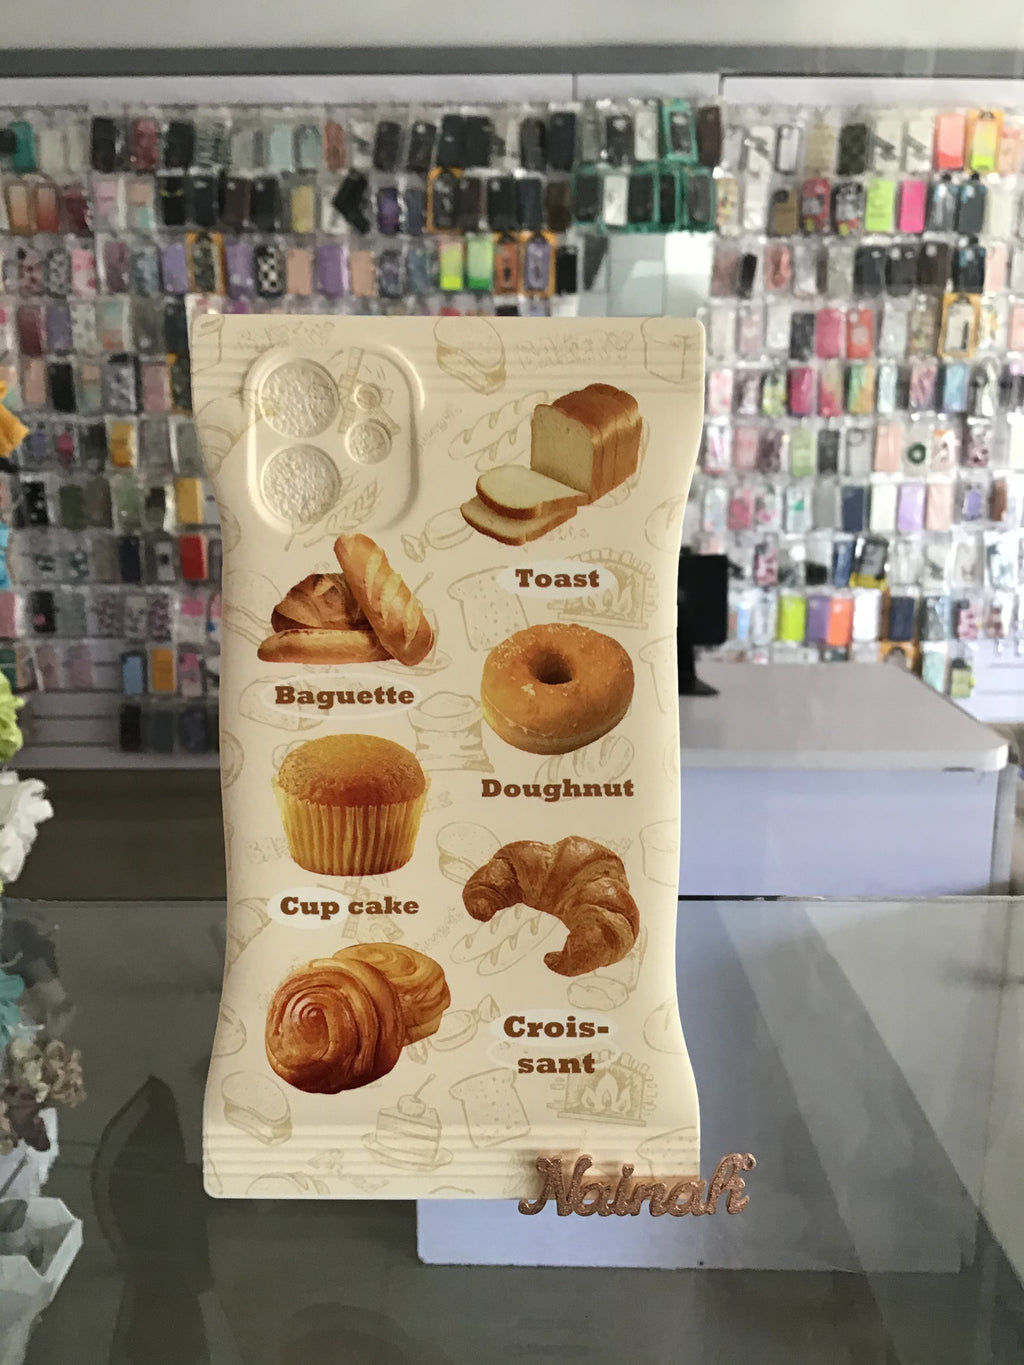 Toast
Baguette
Doughnut
Cup cake
Crois-
sant
Nainah